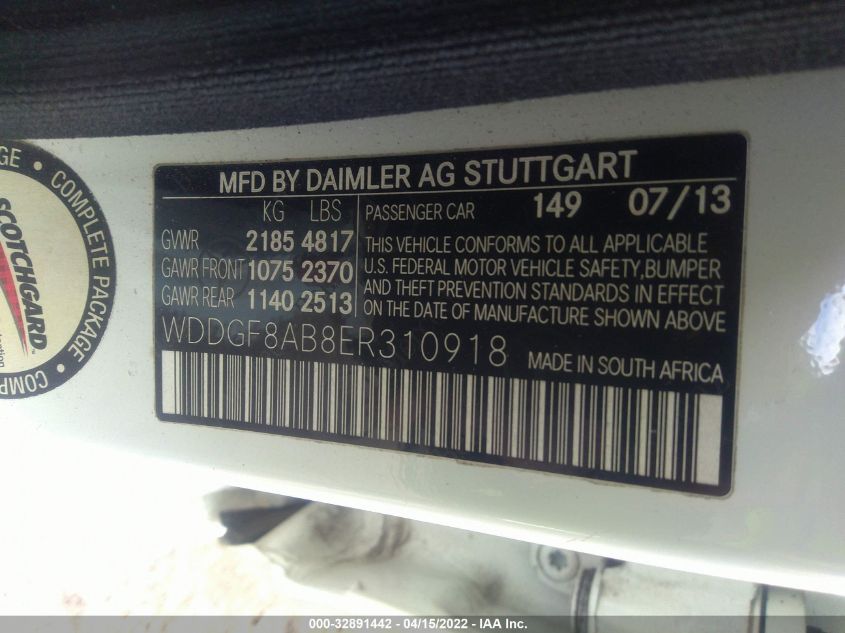 MFD BY DAIMLER AG STUTTGART
KG LBS
GVWR 2185 4817
GAWR FRONT 1075 2370
GAWR REAR 1140 2513
PASSENGER CAR 149 07/13
THIS VEHICLE CONFORMS TO ALL APPLICABLE
U.S. FEDERAL MOTOR VEHICLE SAFETY, BUMPER
AND THEFT PREVENTION STANDARDS IN EFFECT
ON THE DATE OF MANUFACTURE SHOWN ABOVE
WDDGF8AB8ER310918
MADE IN SOUTH AFRICA
• COMPLETE PACKAGE •
SCOTCHGARD
000-32891442 - 04/15/2022 - IAA Inc.